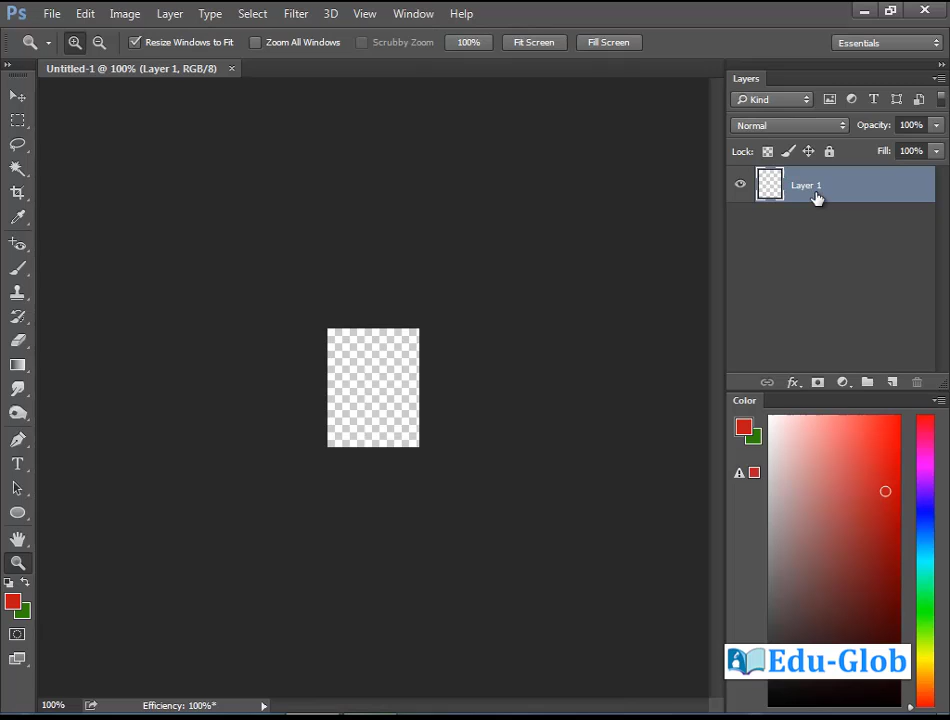 Ps File Edit Image Layer Type Select Filter 3D View Window Help
Resize Windows to Fit Zoom All Windows Scrubby Zoom 100% Fit Screen Fill Screen Essentials
Untitled-1 @ 100% (Layer 1, RGB/8) ×
Layers
Kind
Normal Opacity: 100%
Lock: Fill: 100%
Layer 1
fx
Color
Edu-Glob
100% Efficiency: 100%*